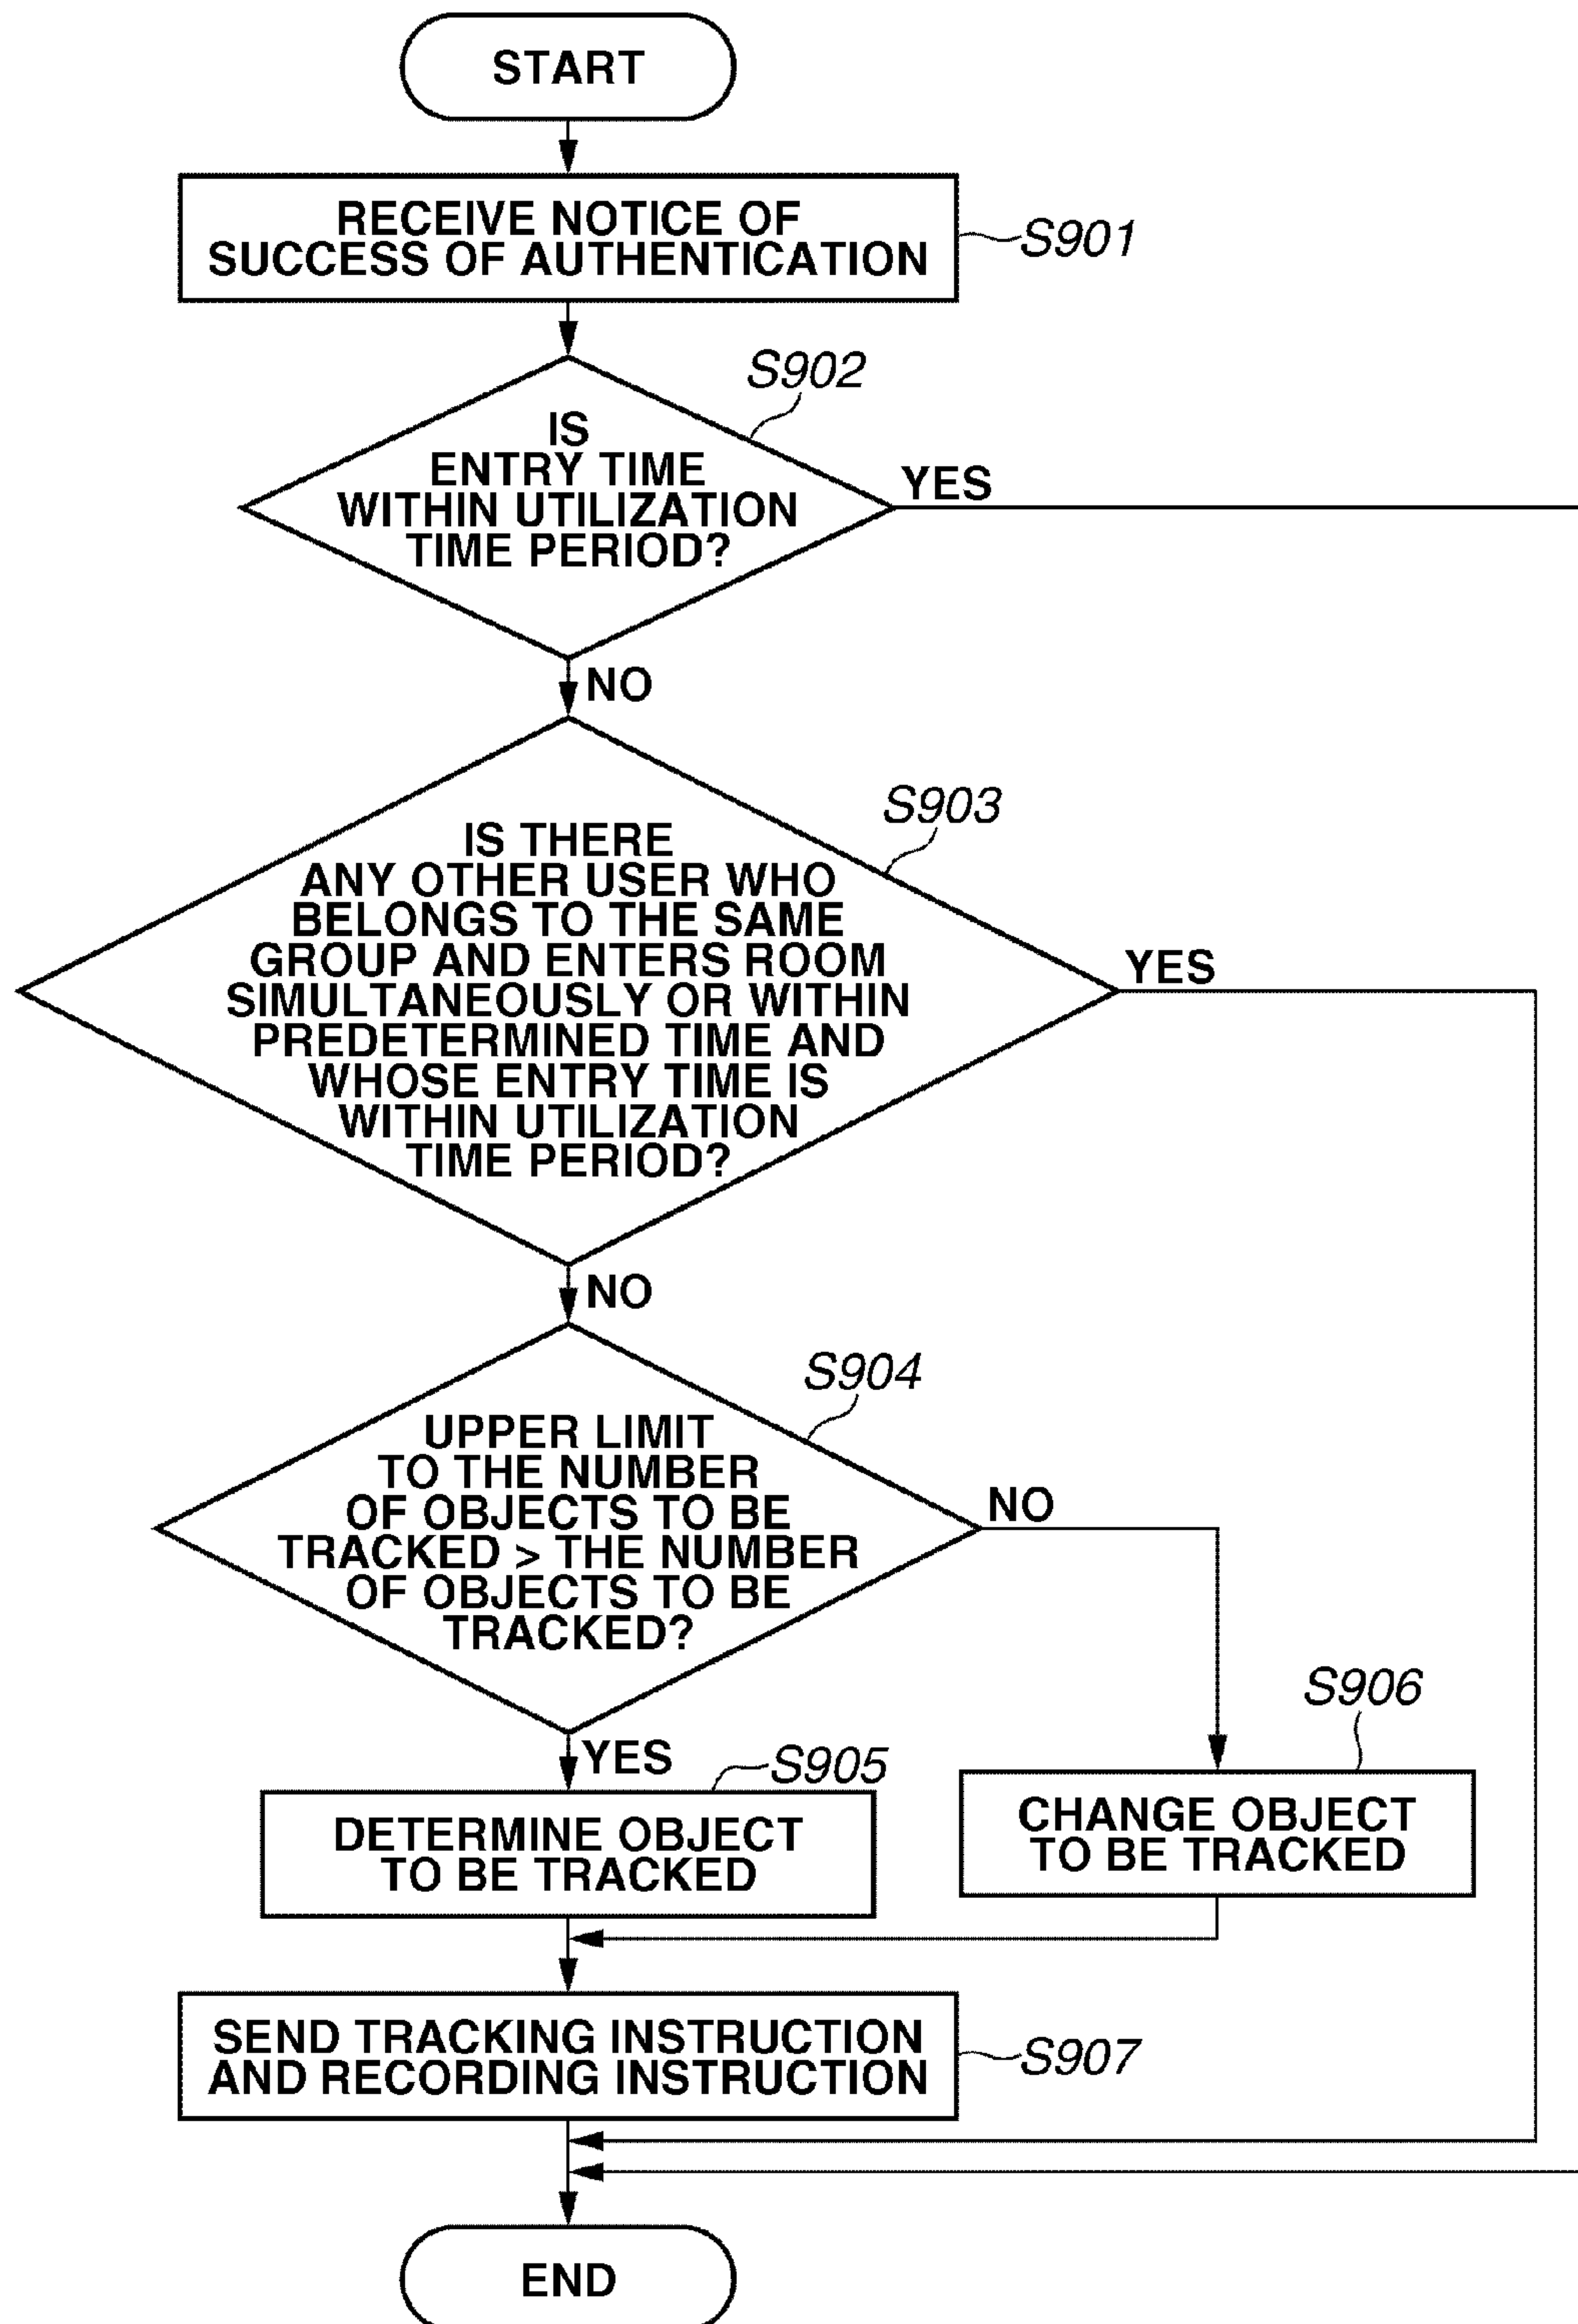 START
RECEIVE NOTICE OF
SUCCESS OF AUTHENTICATION
S901
S902
IS
ENTRY TIME
WITHIN UTILIZATION
TIME PERIOD?
YES
NO
S903
IS THERE
ANY OTHER USER WHO
BELONGS TO THE SAME
GROUP AND ENTERS ROOM
SIMULTANEOUSLY OR WITHIN
PREDETERMINED TIME AND
WHOSE ENTRY TIME IS
WITHIN UTILIZATION
TIME PERIOD?
YES
NO
S904
UPPER LIMIT
TO THE NUMBER
OF OBJECTS TO BE
TRACKED > THE NUMBER
OF OBJECTS TO BE
TRACKED?
NO
YES
S905
DETERMINE OBJECT
TO BE TRACKED
S906
CHANGE OBJECT
TO BE TRACKED
SEND TRACKING INSTRUCTION
AND RECORDING INSTRUCTION
S907
END